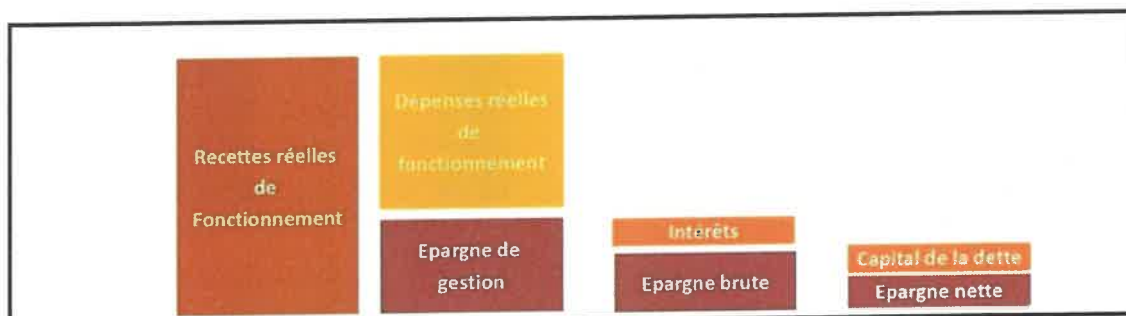 Recettes réelles
de
Fonctionnement
Dépenses réelles
de
fonctionnement
Epargne de
gestion
Intérêts
Epargne brute
Capital de la dette
Epargne nette